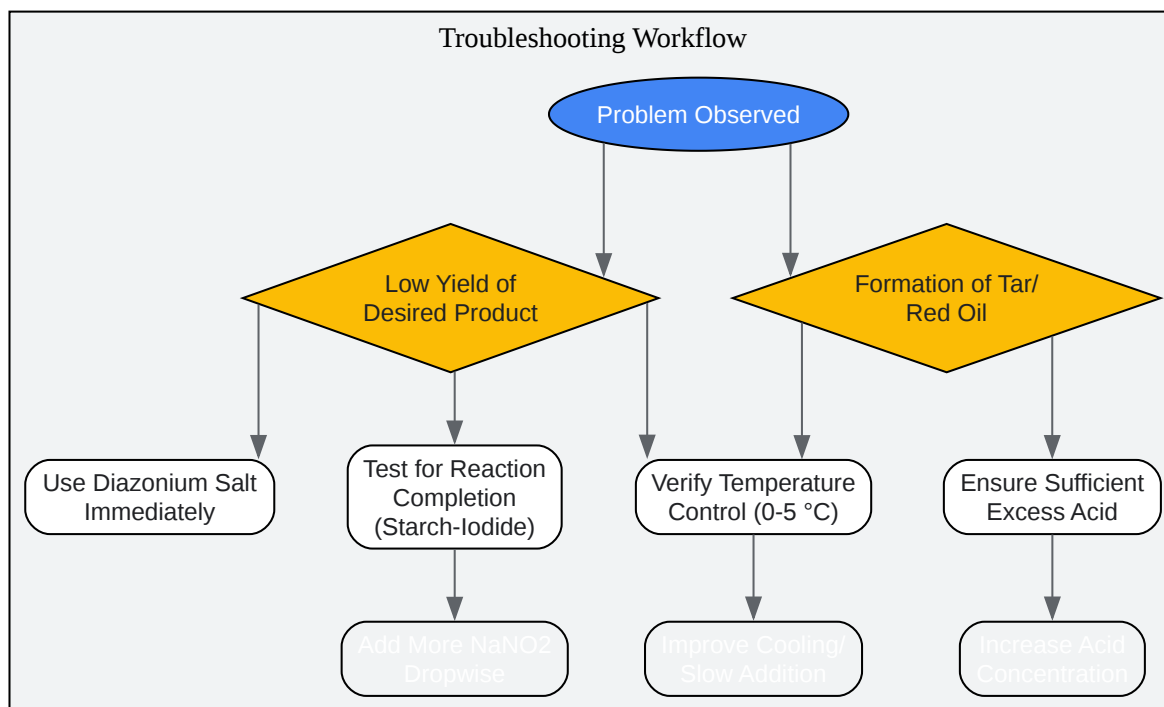 Troubleshooting Workflow
Problem Observed
Low Yield of
Desired Product
Formation of Tar/
Red Oil
Use Diazonium Salt
Immediately
Test for Reaction
Completion
(Starch-Iodide)
Verify Temperature
Control (0-5 °C)
Ensure Sufficient
Excess Acid
Add More NaNO2
Dropwise
Improve Cooling/
Slow Addition
Increase Acid
Concentration